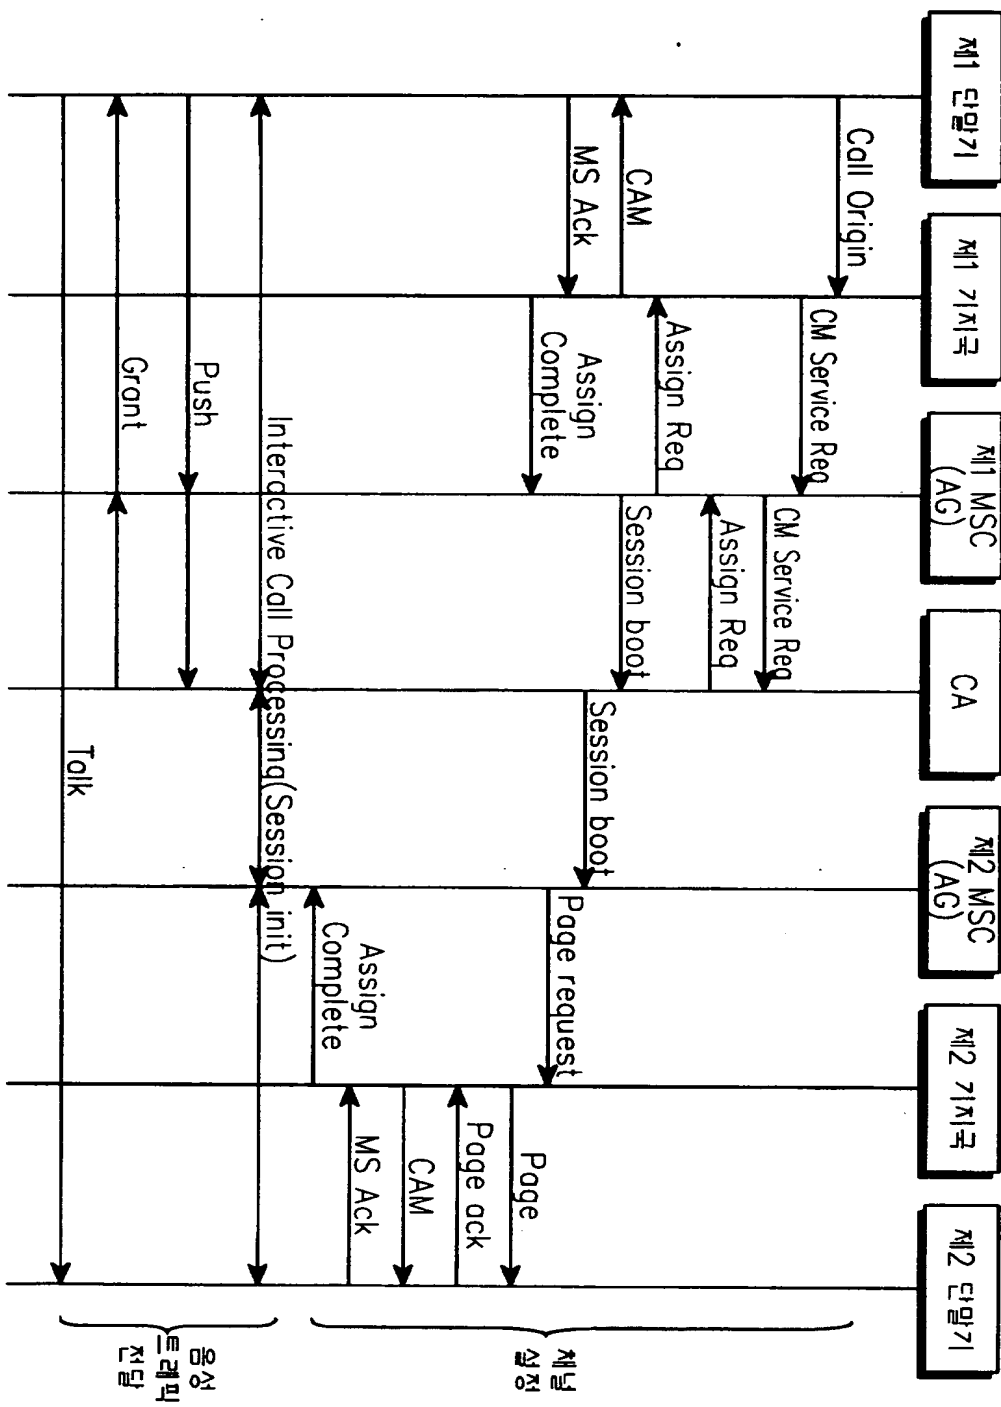 제1 단말기
제1 기지국
제1 MSC
(AG)
CA
제2 MSC
(AG)
제2 기지국
제2 단말기
Call Origin
CM Service Req
CM Service Req
Assign Req
Assign Req
CAM
Session boot
MS Ack
Session boot
Assign
Complete
Page request
Page
Page ack
CAM
MS Ack
Assign
Complete
채널
설정
Interactive Call Processing(Session init)
Push
Grant
Talk
음성
트래픽
전달